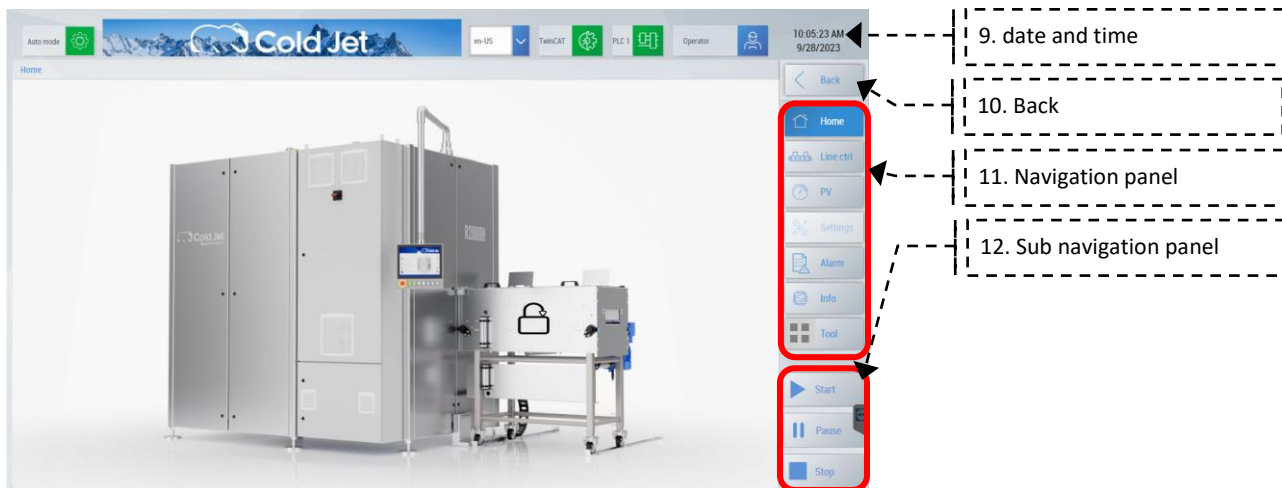 Auto mode
Cold Jet
en-US
TwinCAT
PLC 1
Operator
10:05:23 AM
9/28/2023
Home
Back
Home
Line ctrl
PV
Settings
Alarm
Info
Tool
Start
Pause
Stop
Cold Jet
R2800H
9. date and time
10. Back
11. Navigation panel
12. Sub navigation panel